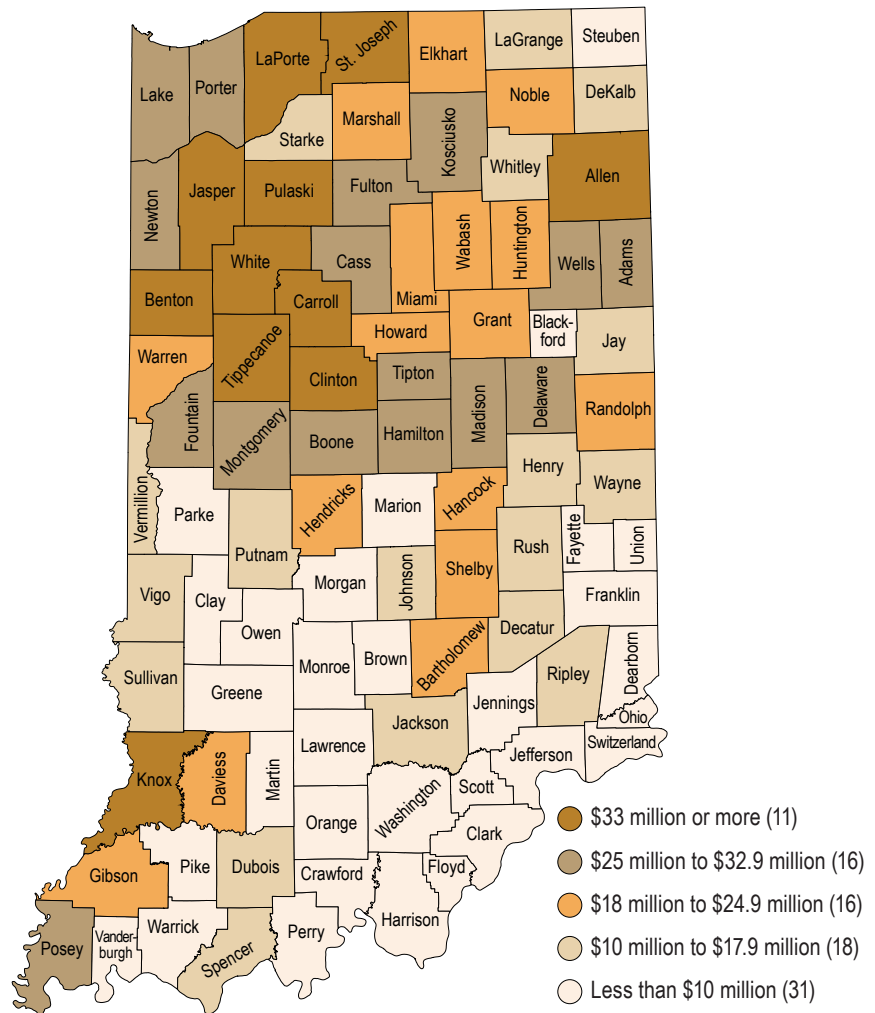 LaPorte
St. Joseph
Elkhart
LaGrange
Steuben
Lake
Porter
Noble
DeKalb
Starke
Marshall
Kosciusko
Whitley
Allen
Newton
Jasper
Pulaski
Fulton
Wabash
Huntington
White
Cass
Miami
Wells
Adams
Benton
Carroll
Howard
Grant
Black-
ford
Jay
Warren
Tippecanoe
Clinton
Tipton
Madison
Delaware
Randolph
Fountain
Montgomery
Boone
Hamilton
Henry
Wayne
Vermillion
Parke
Putnam
Hendricks
Marion
Hancock
Shelby
Rush
Fayette
Union
Vigo
Clay
Owen
Morgan
Johnson
Franklin
Decatur
Sullivan
Greene
Monroe
Brown
Bartholomew
Jennings
Ripley
Dearborn
Ohio
Switzerland
Jackson
Lawrence
Jefferson
Knox
Daviess
Martin
Scott
Washington
Orange
Clark
Gibson
Pike
Dubois
Crawford
Floyd
Harrison
Posey
Vander-
burgh
Warrick
Spencer
Perry
$33 million or more (11)
$25 million to $32.9 million (16)
$18 million to $24.9 million (16)
$10 million to $17.9 million (18)
Less than $10 million (31)